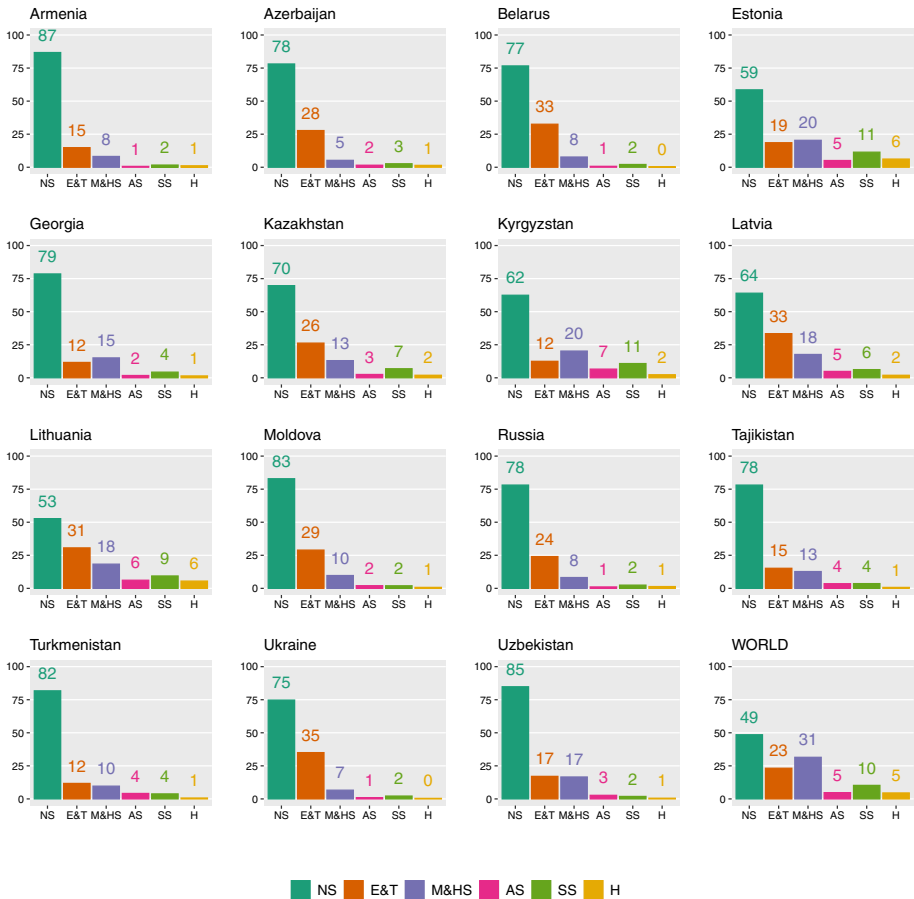 Armenia Azerbaijan Belarus Estonia
100 87 100 78 100 77 100
75 75 75 75 59
50 50 50 50
25 15 8 1 2 1 25 28 5 2 3 1 25 33 8 1 2 0 25 19 20 5 11 6
0 0 0 0
NS E&T M&HS AS SS H NS E&T M&HS AS SS H NS E&T M&HS AS SS H NS E&T M&HS AS SS H
Georgia Kazakhstan Kyrgyzstan Latvia
100 79 100 70 100 62 100 64
75 75 75 75
50 50 50 50
25 12 15 2 4 1 25 26 13 3 7 2 25 12 20 7 11 2 25 33 18 5 6 2
0 0 0 0
NS E&T M&HS AS SS H NS E&T M&HS AS SS H NS E&T M&HS AS SS H NS E&T M&HS AS SS H
Lithuania Moldova Russia Tajikistan
100 83 100 78 100 78 100
75 53 75 75 75
50 50 50 50
25 31 18 6 9 6 25 29 10 2 2 1 25 24 8 1 2 1 25 15 13 4 4 1
0 0 0 0
NS E&T M&HS AS SS H NS E&T M&HS AS SS H NS E&T M&HS AS SS H NS E&T M&HS AS SS H
Turkmenistan Ukraine Uzbekistan WORLD
100 82 100 75 100 85 100
75 75 75 75 49
50 50 50 50
25 12 10 4 4 1 25 35 7 1 2 0 25 17 17 3 2 1 25 23 31 5 10 5
0 0 0 0
NS E&T M&HS AS SS H NS E&T M&HS AS SS H NS E&T M&HS AS SS H NS E&T M&HS AS SS H
NS E&T M&HS AS SS H